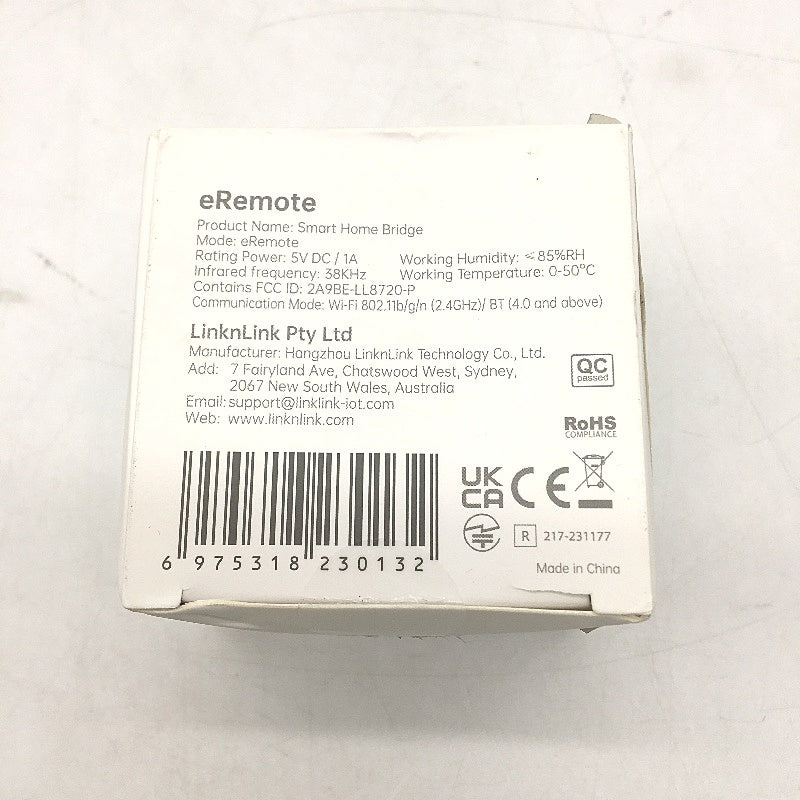 eRemote
Product Name: Smart Home Bridge
Mode: eRemote
Rating Power: 5V DC / 1A Working Humidity: ≤85%RH
Infrared frequency: 38KHz Working Temperature: 0-50°C
Contains FCC ID: 2A9BE-LL8720-P
Communication Mode: Wi-Fi 802.11b/g/n (2.4GHz)/ BT (4.0 and above)
LinknLink Pty Ltd
Manufacturer: Hangzhou LinknLink Technology Co., Ltd.
Add: 7 Fairyland Ave, Chatswood West, Sydney,
2067 New South Wales, Australia
Email: support@linklink-iot.com
Web: www.linknlink.com
QC
passed
RoHS
COMPLIANCE
UK
CA CE
R 217-231177
6 975318 230132
Made in China